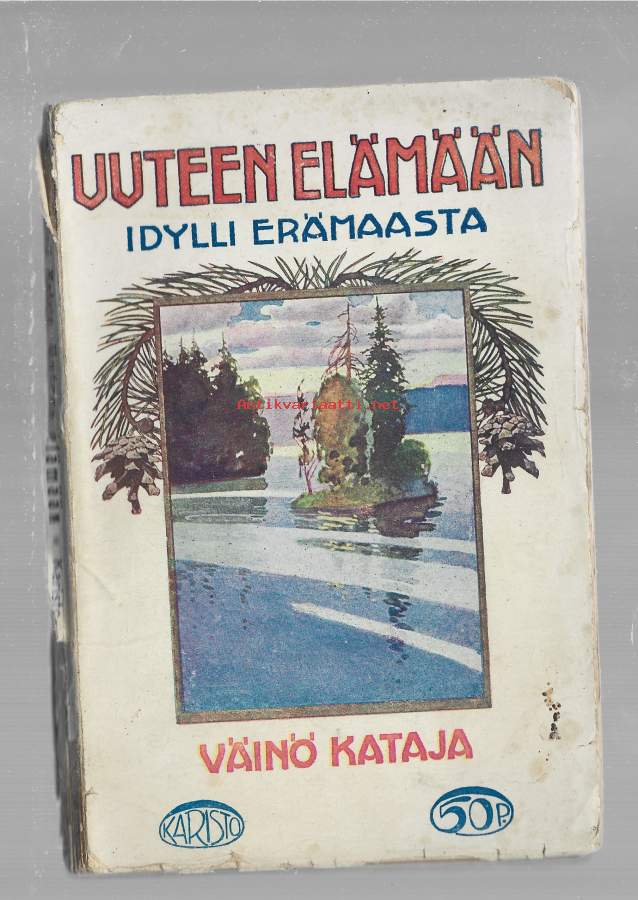 UUTEEN ELÄMÄÄN
IDYLLI ERÄMAASTA
Antikvariaatti.net
VÄINÖ KATAJA
KARISTO
50 P.